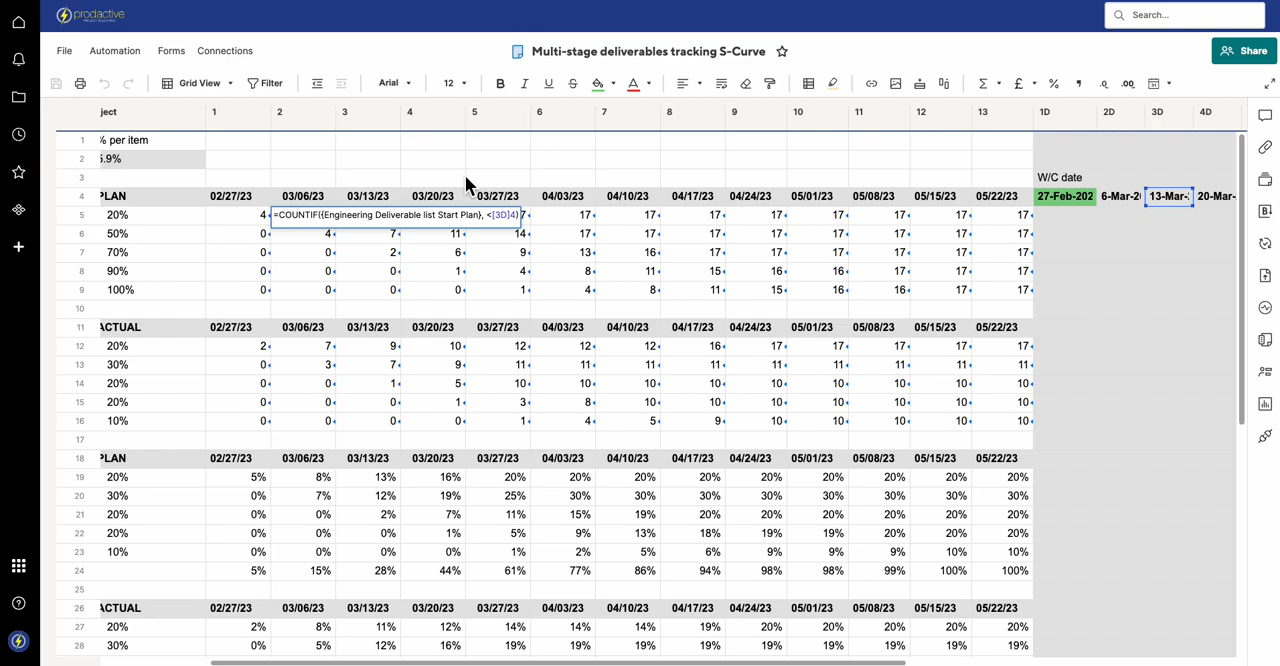 prodactive
PROJECT SOLUTIONS
Search...
File Automation Forms Connections
Multi-stage deliverables tracking S-Curve
Share
Grid View Filter Arial 12 B I U S A Σ £ % , .0 .00
ject 1 2 3 4 5 6 7 8 9 10 11 12 13 1D 2D 3D 4D
1 % per item
2 5.9%
3 W/C date
4 PLAN 02/27/23 03/06/23 03/13/23 03/20/23 03/27/23 04/03/23 04/10/23 04/17/23 04/24/23 05/01/23 05/08/23 05/15/23 05/22/23 27-Feb-202 6-Mar-2 13-Mar- 20-Mar-
5 20% 4 =COUNTIF({Engineering Deliverable list Start Plan}, <[3D]4) 7 17 17 17 17 17 17 17 17
6 50% 0 4 7 11 14 17 17 17 17 17 17 17 17
7 70% 0 0 2 6 9 13 16 17 17 17 17 17 17
8 90% 0 0 0 1 4 8 11 15 16 16 17 17 17
9 100% 0 0 0 0 1 4 8 11 15 16 16 17 17
10
11 ACTUAL 02/27/23 03/06/23 03/13/23 03/20/23 03/27/23 04/03/23 04/10/23 04/17/23 04/24/23 05/01/23 05/08/23 05/15/23 05/22/23
12 20% 2 7 9 10 12 12 12 16 17 17 17 17 17
13 30% 0 3 7 9 11 11 11 11 11 11 11 11 11
14 20% 0 0 1 5 10 10 10 10 10 10 10 10 10
15 20% 0 0 0 1 3 8 10 10 10 10 10 10 10
16 10% 0 0 0 0 1 4 5 9 10 10 10 10 10
17
18 PLAN 02/27/23 03/06/23 03/13/23 03/20/23 03/27/23 04/03/23 04/10/23 04/17/23 04/24/23 05/01/23 05/08/23 05/15/23 05/22/23
19 20% 5% 8% 13% 16% 20% 20% 20% 20% 20% 20% 20% 20% 20%
20 30% 0% 7% 12% 19% 25% 30% 30% 30% 30% 30% 30% 30% 30%
21 20% 0% 0% 2% 7% 11% 15% 19% 20% 20% 20% 20% 20% 20%
22 20% 0% 0% 0% 1% 5% 9% 13% 18% 19% 19% 20% 20% 20%
23 10% 0% 0% 0% 0% 1% 2% 5% 6% 9% 9% 9% 10% 10%
24 5% 15% 28% 44% 61% 77% 86% 94% 98% 98% 99% 100% 100%
25
26 ACTUAL 02/27/23 03/06/23 03/13/23 03/20/23 03/27/23 04/03/23 04/10/23 04/17/23 04/24/23 05/01/23 05/08/23 05/15/23 05/22/23
27 20% 2% 8% 11% 12% 14% 14% 14% 19% 20% 20% 20% 20% 20%
28 30% 0% 5% 12% 16% 19% 19% 19% 19% 19% 19% 19% 19% 19%